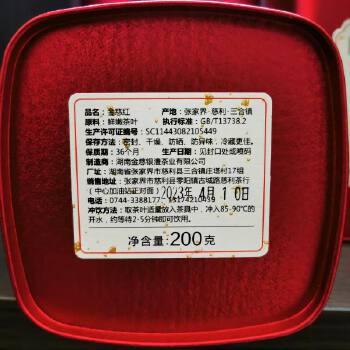 品名：金慈红 产地：张家界·慈利·三合镇
原料：鲜嫩茶叶 执行标准：GB/T13738.2
生产许可证编号：SC11443082105449
保存方法：密封、干燥、防晒、防异味，冷藏更佳。
保质期：36个月 生产日期：见封口处或喷码
制造商：湖南金慈银澧茶业有限公司
厂址：湖南省张家界市慈利县三合镇庄塔村17组
张家界市慈利县零阳镇古城路慈利茶行
（中心加油站正对面）
2023年 4月10日
电话：0744-3388177 15174210459
冲饮方法：取茶叶适量放入茶具中，冲入85-90℃的
开水，约等待2-5分钟即可饮用。
净含量：200克